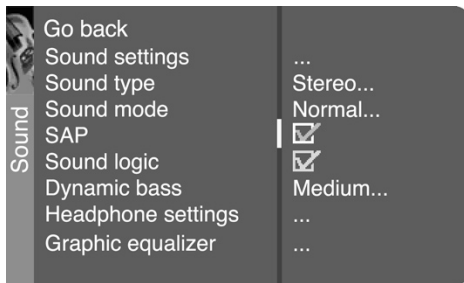 Sound
Go back
Sound settings ...
Sound type Stereo...
Sound mode Normal...
SAP
Sound logic
Dynamic bass Medium...
Headphone settings ...
Graphic equalizer ...